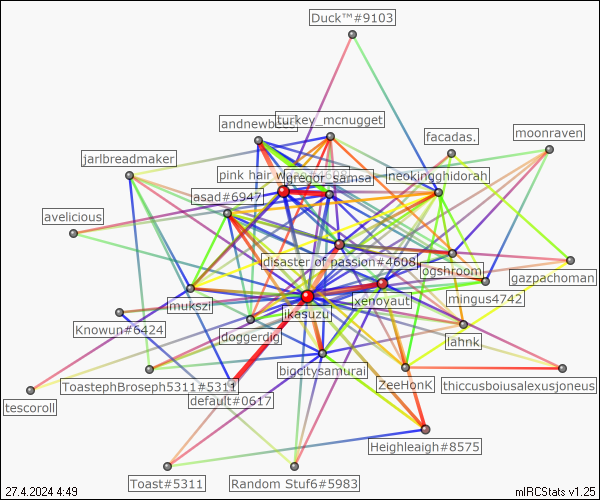 Duck™#9103
andnewb
turkey_mcnugget
facadas.
moonraven
jarlbreadmaker
pink hair w
gregor_samsa
neokingghidorah
asad#6947
avelicious
disaster of passion#4608
ogshroom
gazpachoman
mukszi
ikasuzu
xenoyaut
mingus4742
Knowun#6424
doggerdig
lahnk
ToastephBroseph5311#5311
bigcitysamurai
ZeeHonK
thiccusboiusalexusjoneus
tescoroll
default#0617
Heighleaigh#8575
Toast#5311
Random Stuf6#5983
27.4.2024 4:49
mIRCStats v1.25